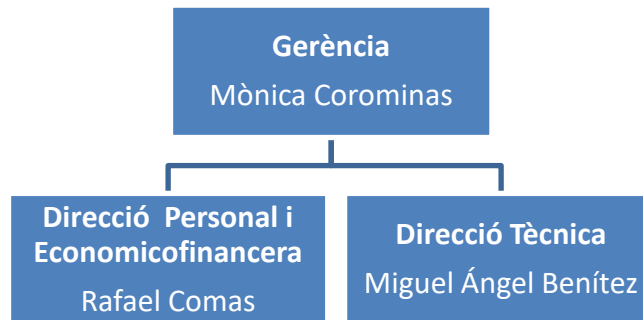 Gerència
Mònica Corominas
Direcció Personal i
Economicofinancera
Rafael Comas
Direcció Tècnica
Miguel Ángel Benítez